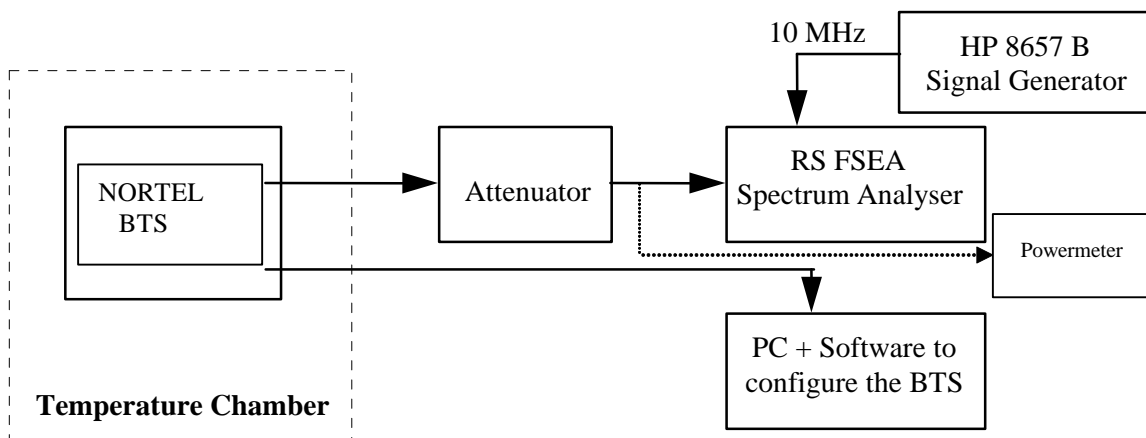 10 MHz
HP 8657 B
Signal Generator
NORTEL
BTS
Attenuator
RS FSEA
Spectrum Analyser
Powermeter
PC + Software to
configure the BTS
Temperature Chamber